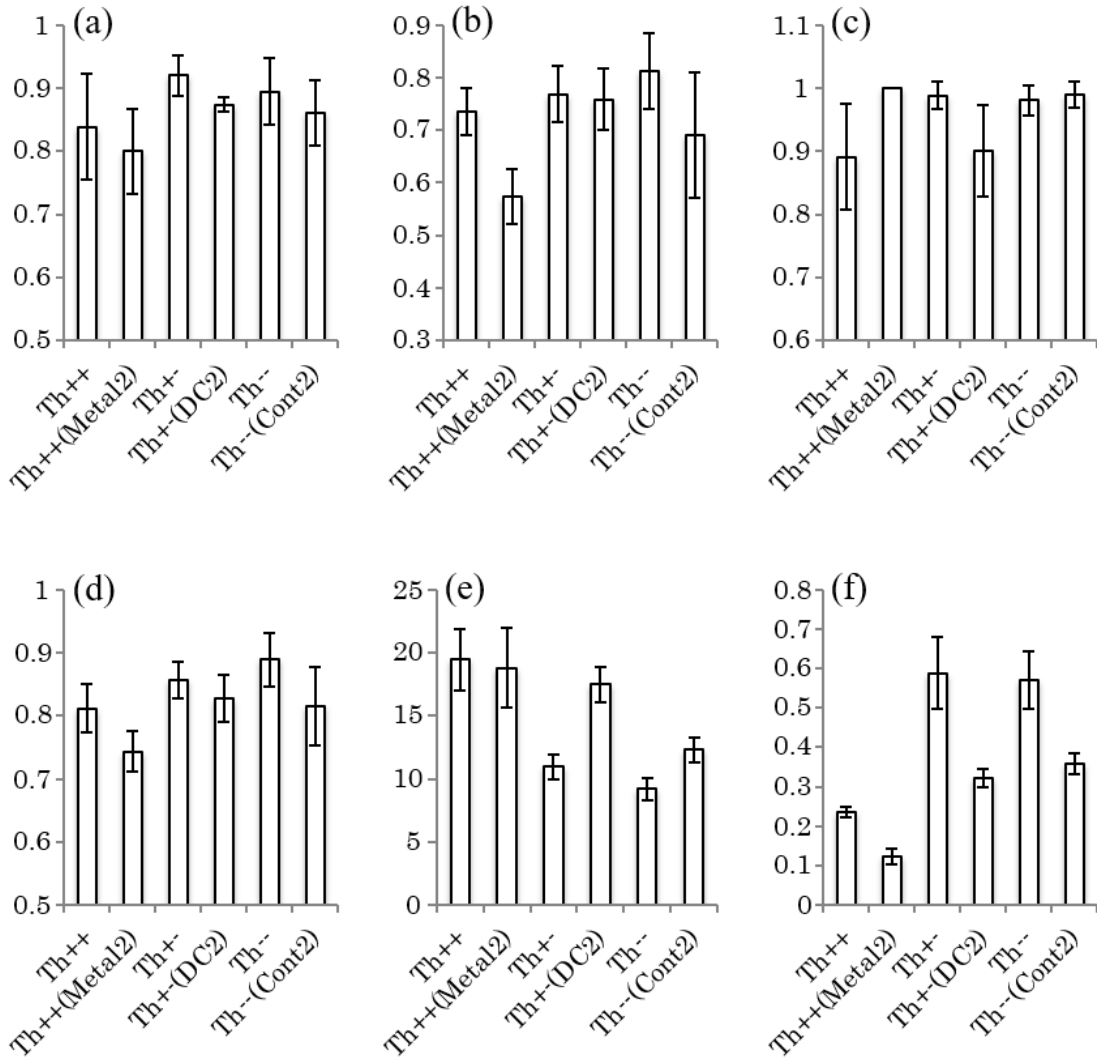 (a)
1
0.9
0.8
0.7
0.6
0.5
Th++
Th++(Metal2)
Th+-
Th+-(DC2)
Th--
Th--(Cont2)
(b)
0.9
0.8
0.7
0.6
0.5
0.4
0.3
Th++
Th++(Metal2)
Th+-
Th+-(DC2)
Th--
Th--(Cont2)
(c)
1.1
1
0.9
0.8
0.7
0.6
Th++
Th++(Metal2)
Th+-
Th+-(DC2)
Th--
Th--(Cont2)
(d)
1
0.9
0.8
0.7
0.6
0.5
Th++
Th++(Metal2)
Th+-
Th+-(DC2)
Th--
Th--(Cont2)
(e)
25
20
15
10
5
0
Th++
Th++(Metal2)
Th+-
Th+-(DC2)
Th--
Th--(Cont2)
(f)
0.8
0.7
0.6
0.5
0.4
0.3
0.2
0.1
0
Th++
Th++(Metal2)
Th+-
Th+-(DC2)
Th--
Th--(Cont2)